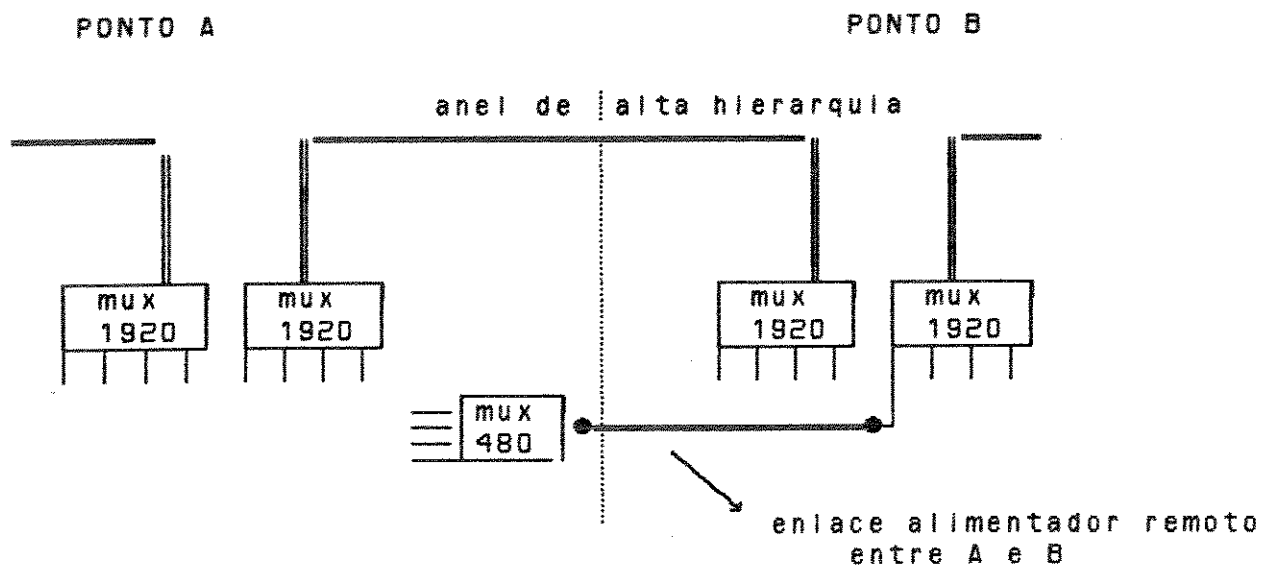 PONTO A
PONTO B
anel de alta hierarquia
mux
1920
mux
1920
mux
1920
mux
1920
mux
480
enlace alimentador remoto
entre A e B